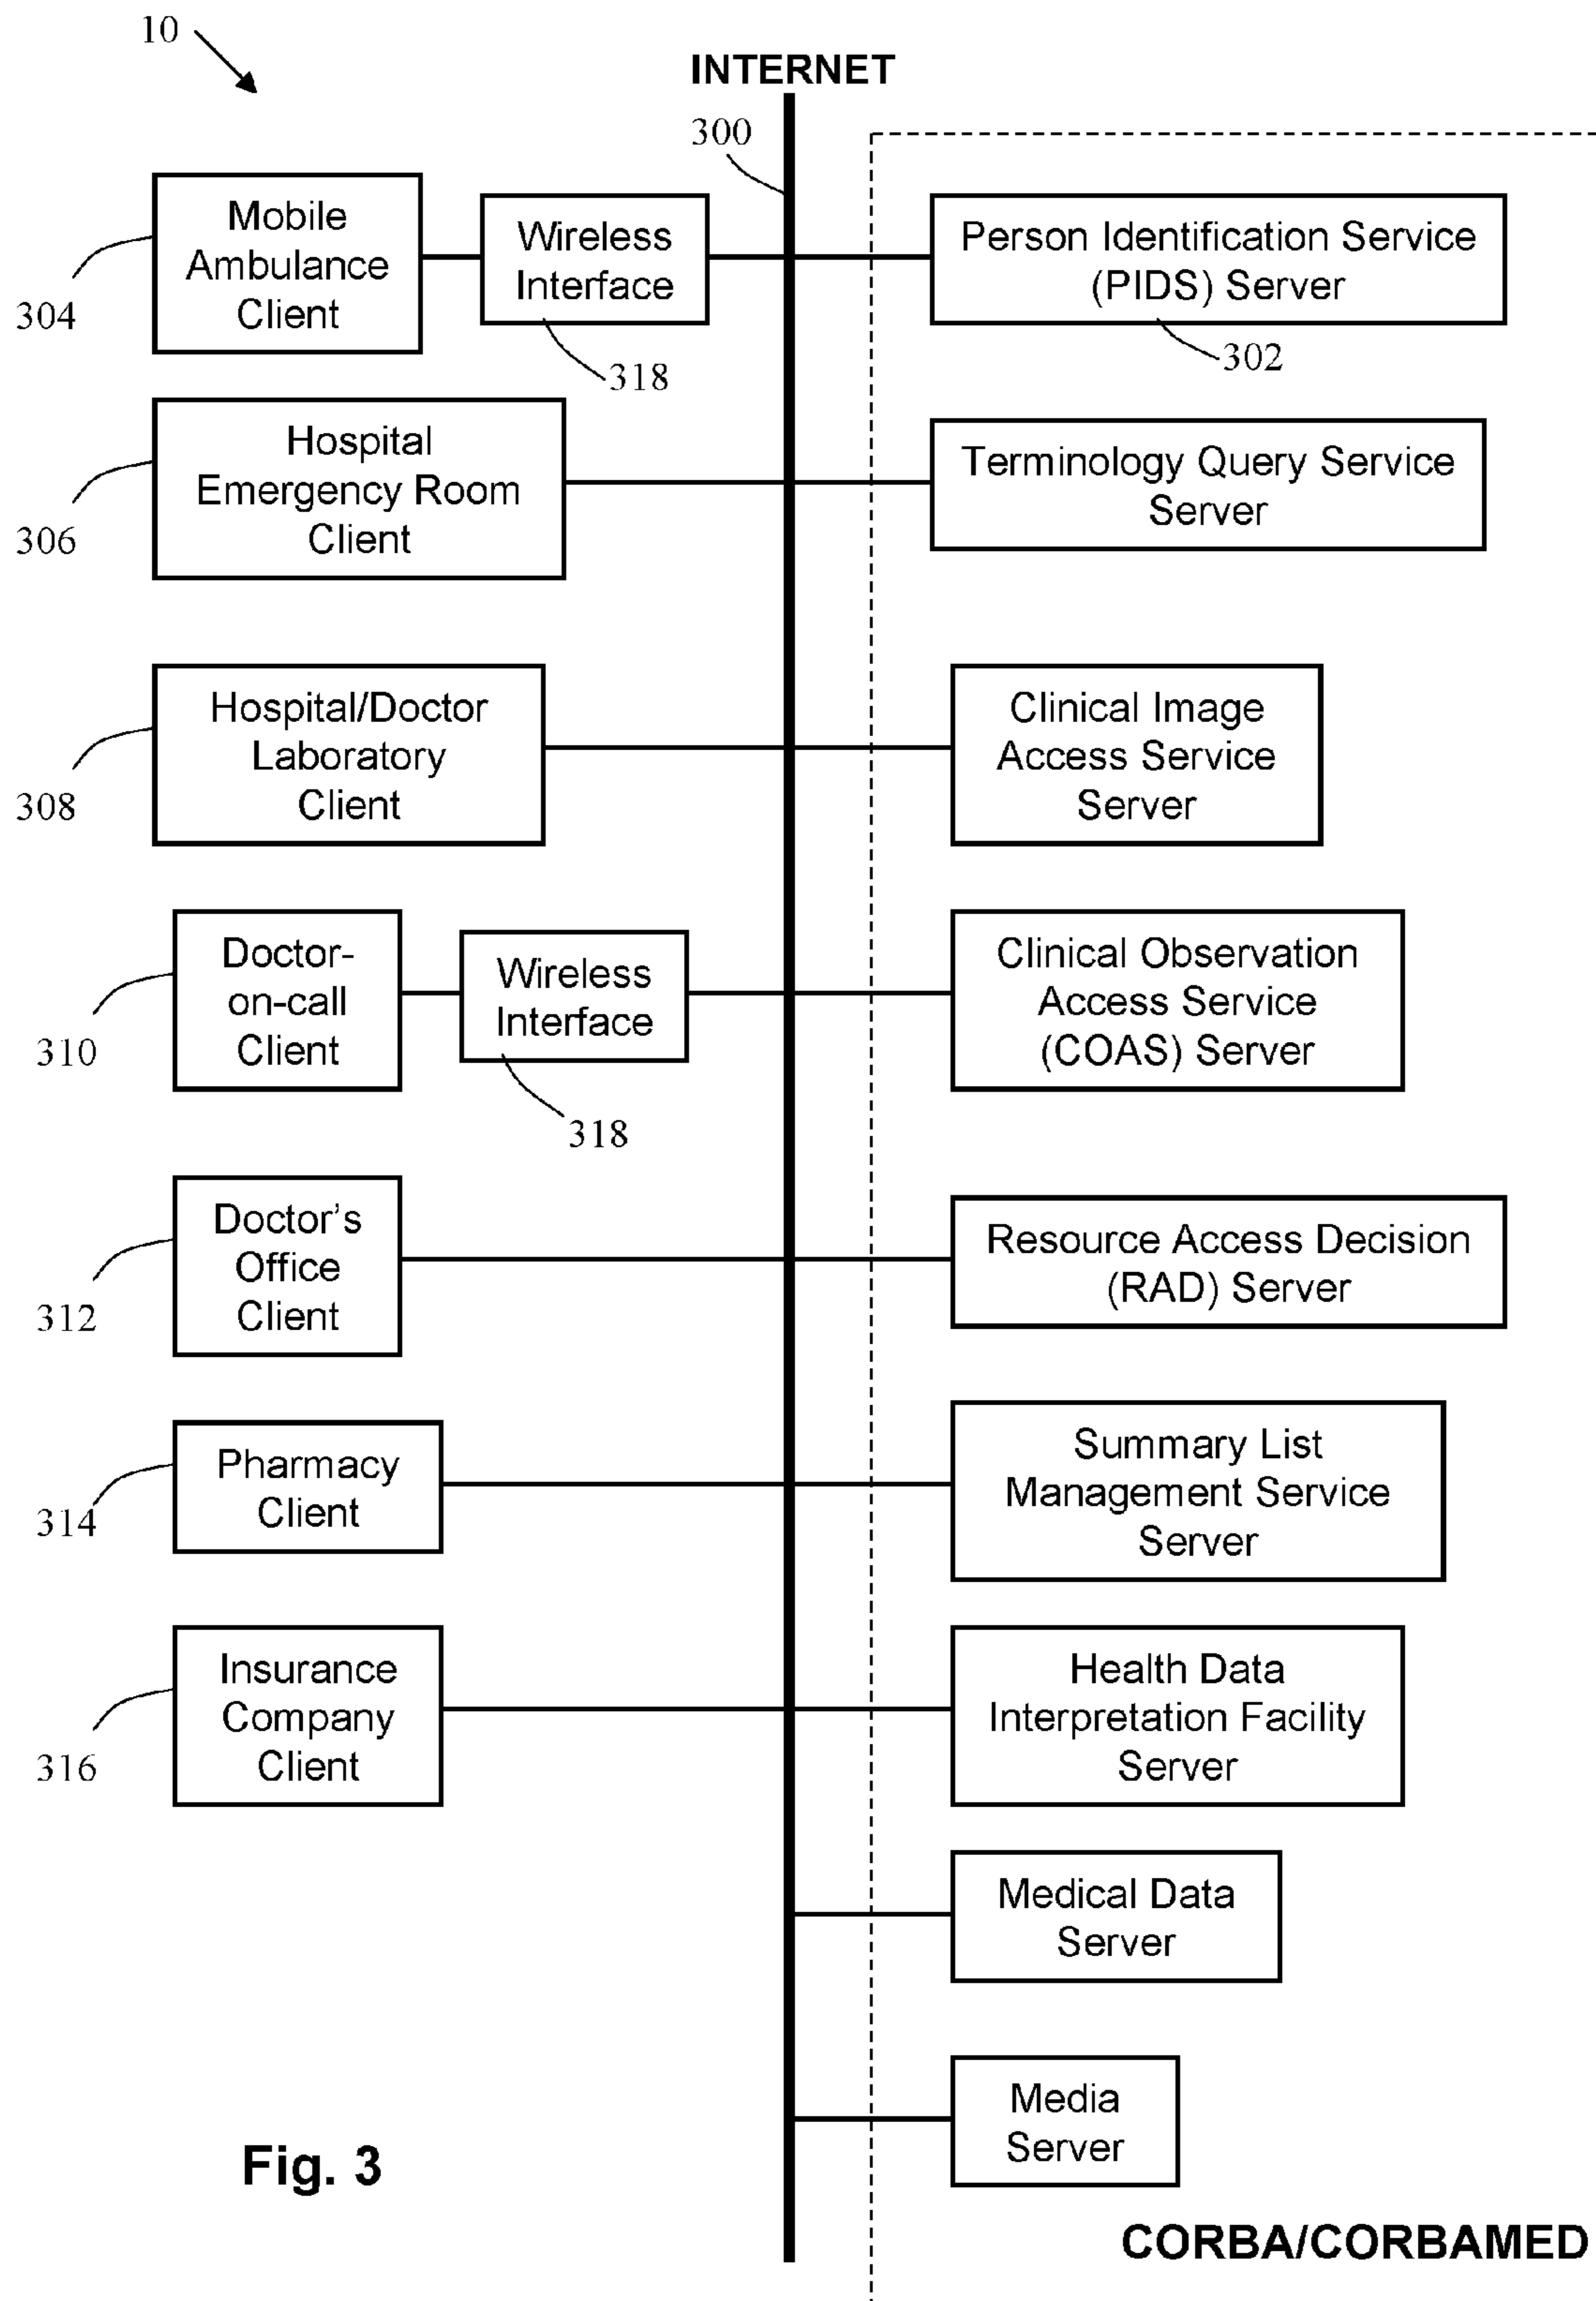 10
INTERNET
300
Mobile
Ambulance
Client
304
Wireless
Interface
318
Person Identification Service
(PIDS) Server
302
Hospital
Emergency Room
Client
306
Terminology Query Service
Server
Hospital/Doctor
Laboratory
Client
308
Clinical Image
Access Service
Server
Doctor-
on-call
Client
310
Wireless
Interface
318
Clinical Observation
Access Service
(COAS) Server
Doctor’s
Office
Client
312
Resource Access Decision
(RAD) Server
Pharmacy
Client
314
Summary List
Management Service
Server
Insurance
Company
Client
316
Health Data
Interpretation Facility
Server
Medical Data
Server
Media
Server
Fig. 3
CORBA/CORBAMED